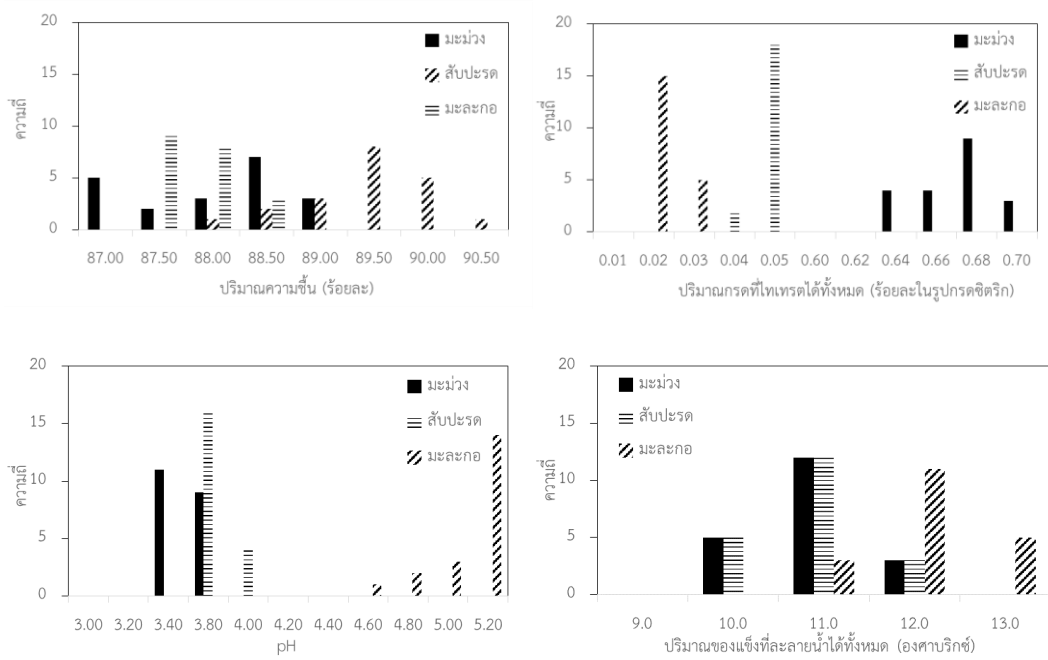 20
15
10
5
0
ความถี่
มะม่วง
สับปะรด
มะละกอ
87.00 87.50 88.00 88.50 89.00 89.50 90.00 90.50
ปริมาณความชื้น (ร้อยละ)
20
15
10
5
0
ความถี่
มะม่วง
สับปะรด
มะละกอ
0.01 0.02 0.03 0.04 0.05 0.60 0.62 0.64 0.66 0.68 0.70
ปริมาณกรดที่ไทเทรตได้ทั้งหมด (ร้อยละในรูปกรดซิตริก)
20
15
10
5
0
ความถี่
มะม่วง
สับปะรด
มะละกอ
3.00 3.20 3.40 3.80 4.00 4.20 4.40 4.60 4.80 5.00 5.20
pH
20
15
10
5
0
ความถี่
มะม่วง
สับปะรด
มะละกอ
9.0 10.0 11.0 12.0 13.0
ปริมาณของแข็งที่ละลายน้ำได้ทั้งหมด (องศาบริกซ์)